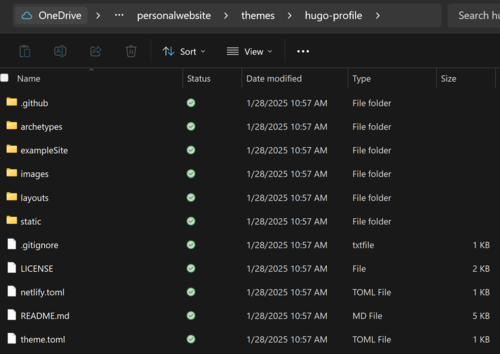 OneDrive > ... personalwebsite > themes > hugo-profile > Search hu
Sort View ...
Name Status Date modified Type Size
.github 1/28/2025 10:57 AM File folder
archetypes 1/28/2025 10:57 AM File folder
exampleSite 1/28/2025 10:57 AM File folder
images 1/28/2025 10:57 AM File folder
layouts 1/28/2025 10:57 AM File folder
static 1/28/2025 10:57 AM File folder
.gitignore 1/28/2025 10:57 AM txtfile 1 KB
LICENSE 1/28/2025 10:57 AM File 2 KB
netlify.toml 1/28/2025 10:57 AM TOML File 1 KB
README.md 1/28/2025 10:57 AM MD File 5 KB
theme.toml 1/28/2025 10:57 AM TOML File 1 KB